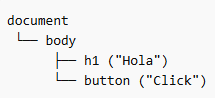 document
└── body
├── h1 ("Hola")
└── button ("Click")